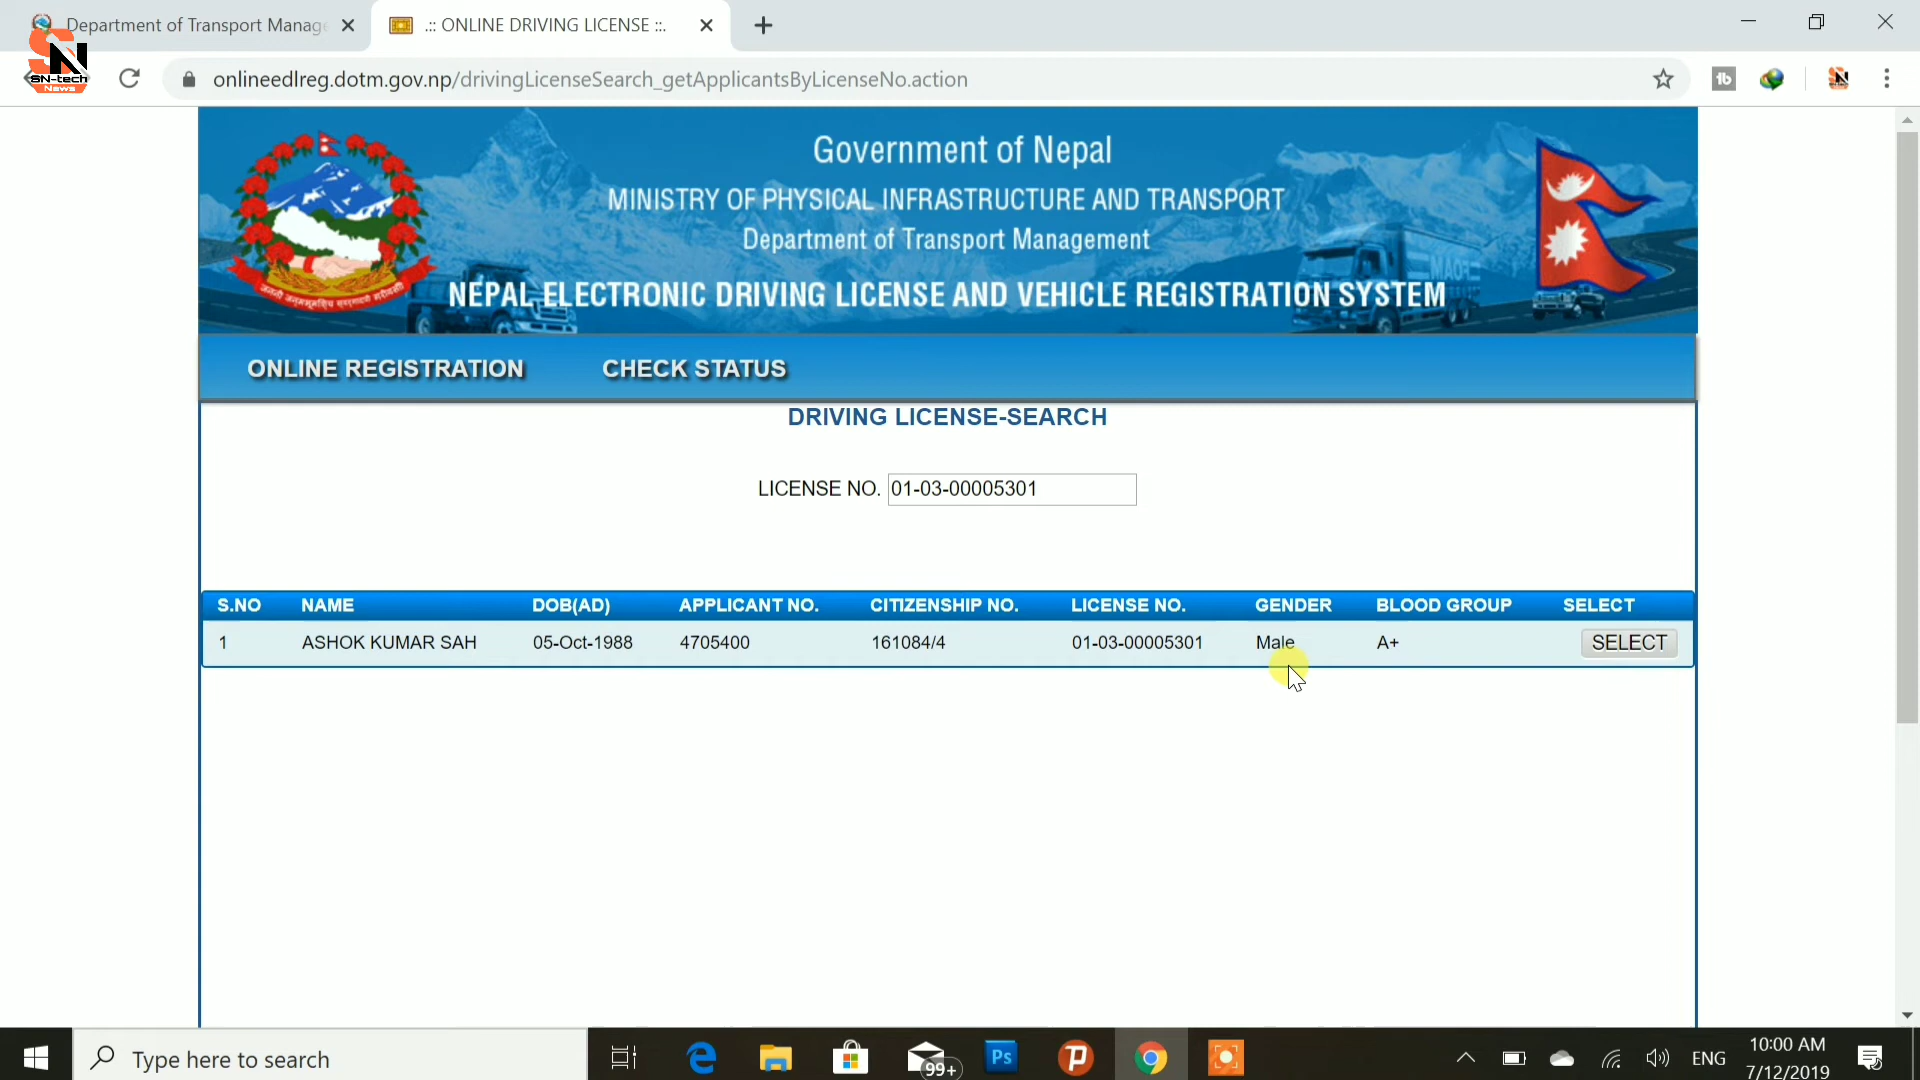 Department of Transport Manag
.:: ONLINE DRIVING LICENSE ::.
SN-tech
News
onlineedlreg.dotm.gov.np/drivingLicenseSearch_getApplicantsByLicenseNo.action
Government of Nepal
MINISTRY OF PHYSICAL INFRASTRUCTURE AND TRANSPORT
Department of Transport Management
NEPAL ELECTRONIC DRIVING LICENSE AND VEHICLE REGISTRATION SYSTEM
ONLINE REGISTRATION CHECK STATUS
DRIVING LICENSE-SEARCH
LICENSE NO. 01-03-00005301
S.NO NAME DOB(AD) APPLICANT NO. CITIZENSHIP NO. LICENSE NO. GENDER BLOOD GROUP SELECT
1 ASHOK KUMAR SAH 05-Oct-1988 4705400 161084/4 01-03-00005301 Male A+ SELECT
Type here to search
99+
Ps
ENG
10:00 AM
7/12/2019